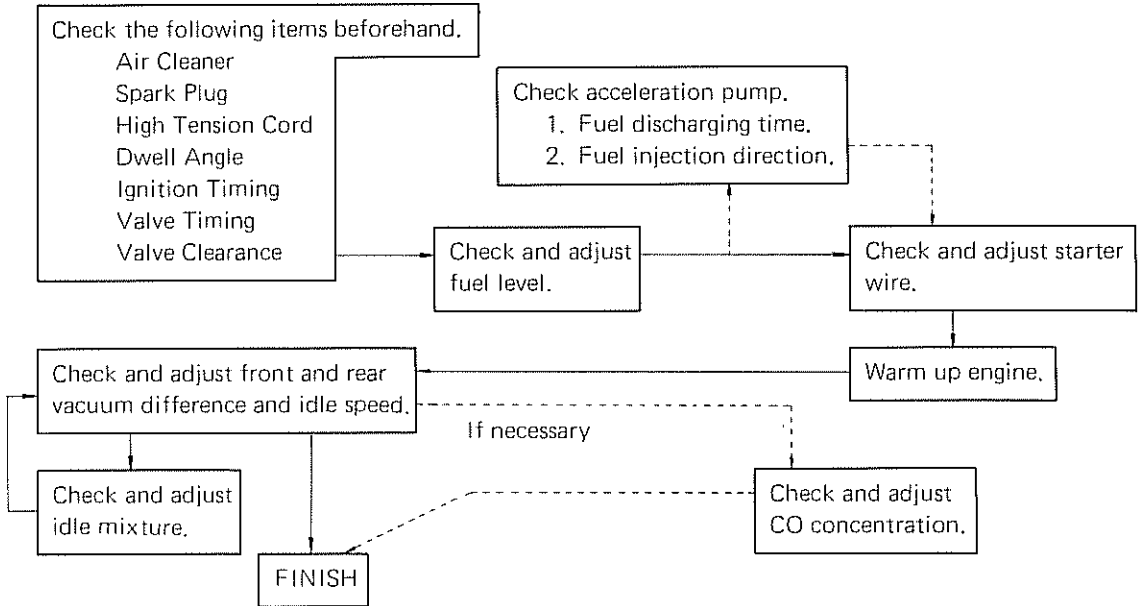 Check the following items beforehand.
Air Cleaner
Spark Plug
High Tension Cord
Dwell Angle
Ignition Timing
Valve Timing
Valve Clearance
Check acceleration pump.
1. Fuel discharging time.
2. Fuel injection direction.
Check and adjust
fuel level.
Check and adjust starter
wire.
Warm up engine.
Check and adjust front and rear
vacuum difference and idle speed.
If necessary
Check and adjust
idle mixture.
Check and adjust
CO concentration.
FINISH